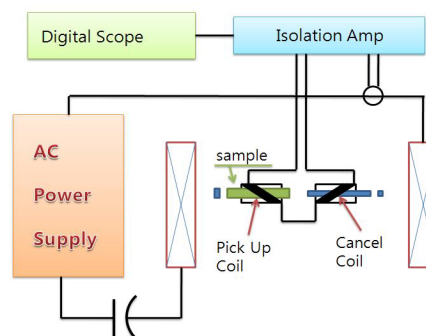 Digital Scope
Isolation Amp
AC
Power
Supply
sample
Pick Up
Coil
Cancel
Coil